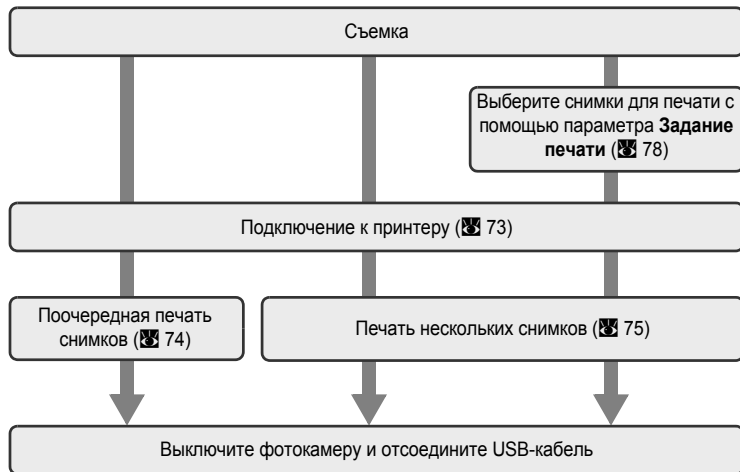 Съемка
Выберите снимки для печати с
помощью параметра Задание
печати ( 78)
Подключение к принтеру ( 73)
Поочередная печать
снимков ( 74)
Печать нескольких снимков ( 75)
Выключите фотокамеру и отсоедините USB-кабель